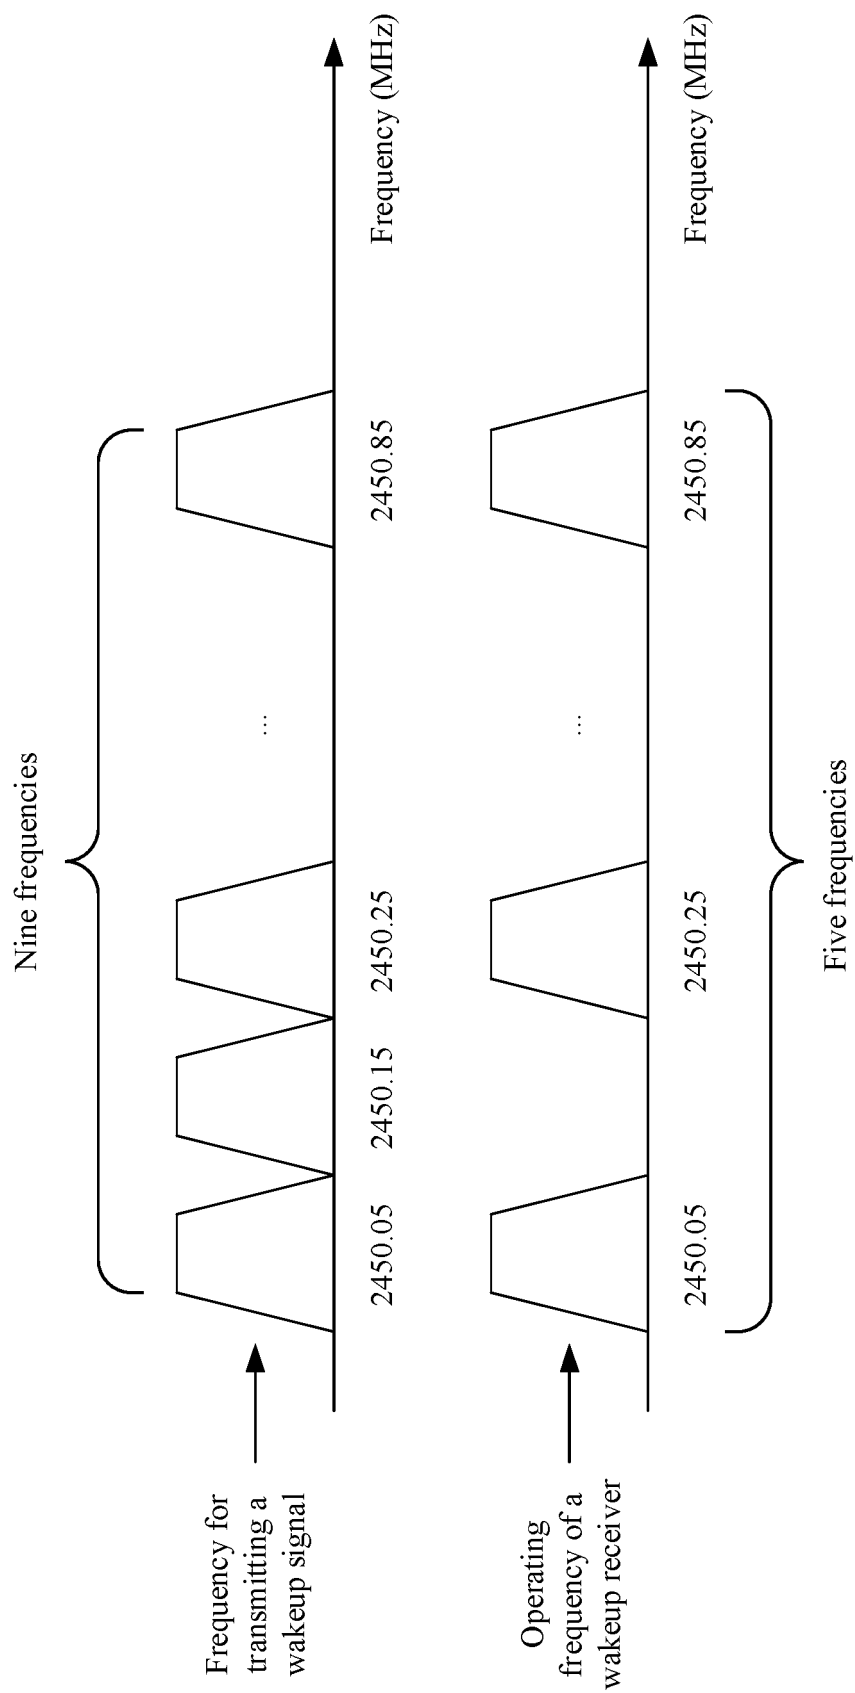 Nine frequencies
Frequency for
transmitting a
wakeup signal
...
2450.05
2450.15
2450.25
2450.85
Frequency (MHz)
Operating
frequency of a
wakeup receiver
...
2450.05
2450.25
2450.85
Frequency (MHz)
Five frequencies